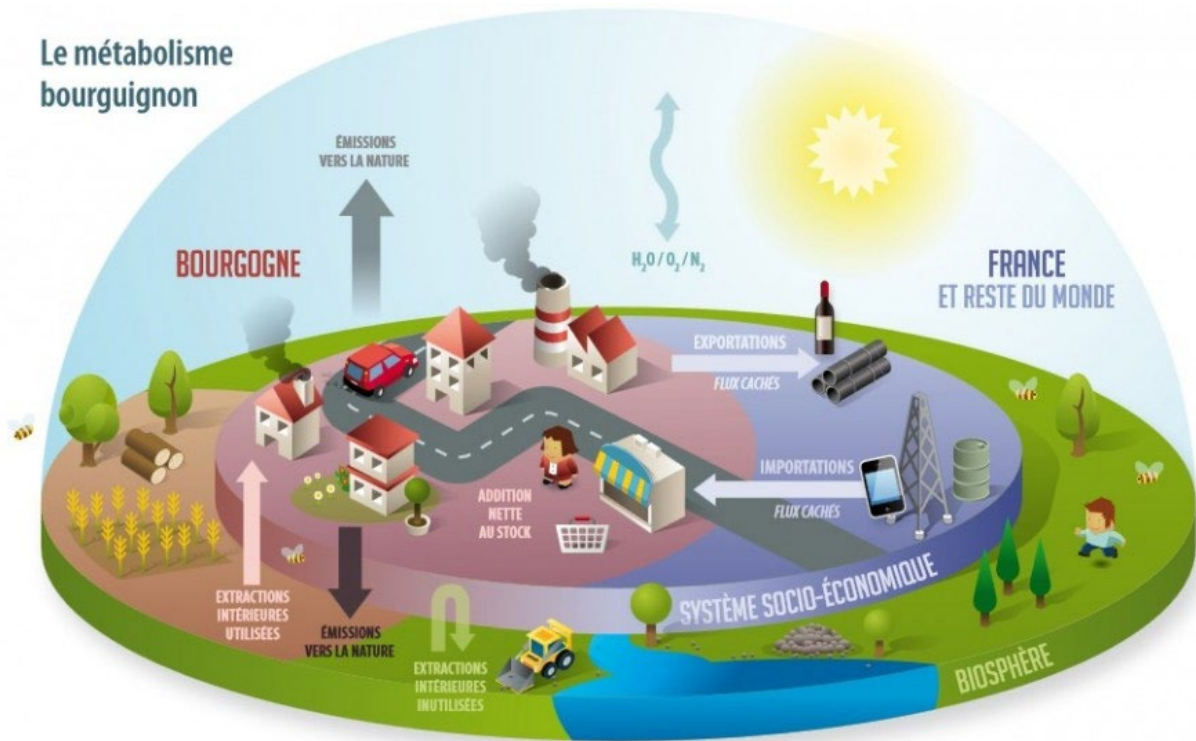 Le métabolisme
bourguignon
ÉMISSIONS
VERS LA NATURE
BOURGOGNE
H₂O / O₂ / N₂
FRANCE
ET RESTE DU MONDE
EXPORTATIONS
FLUX CACHÉS
IMPORTATIONS
FLUX CACHÉS
ADDITION
NETTE
AU STOCK
EXTRACTIONS
INTÉRIEURES
UTILISÉES
ÉMISSIONS
VERS LA NATURE
EXTRACTIONS
INTÉRIEURES
INUTILISÉES
SYSTÈME SOCIO-ÉCONOMIQUE
BIOSPHÈRE